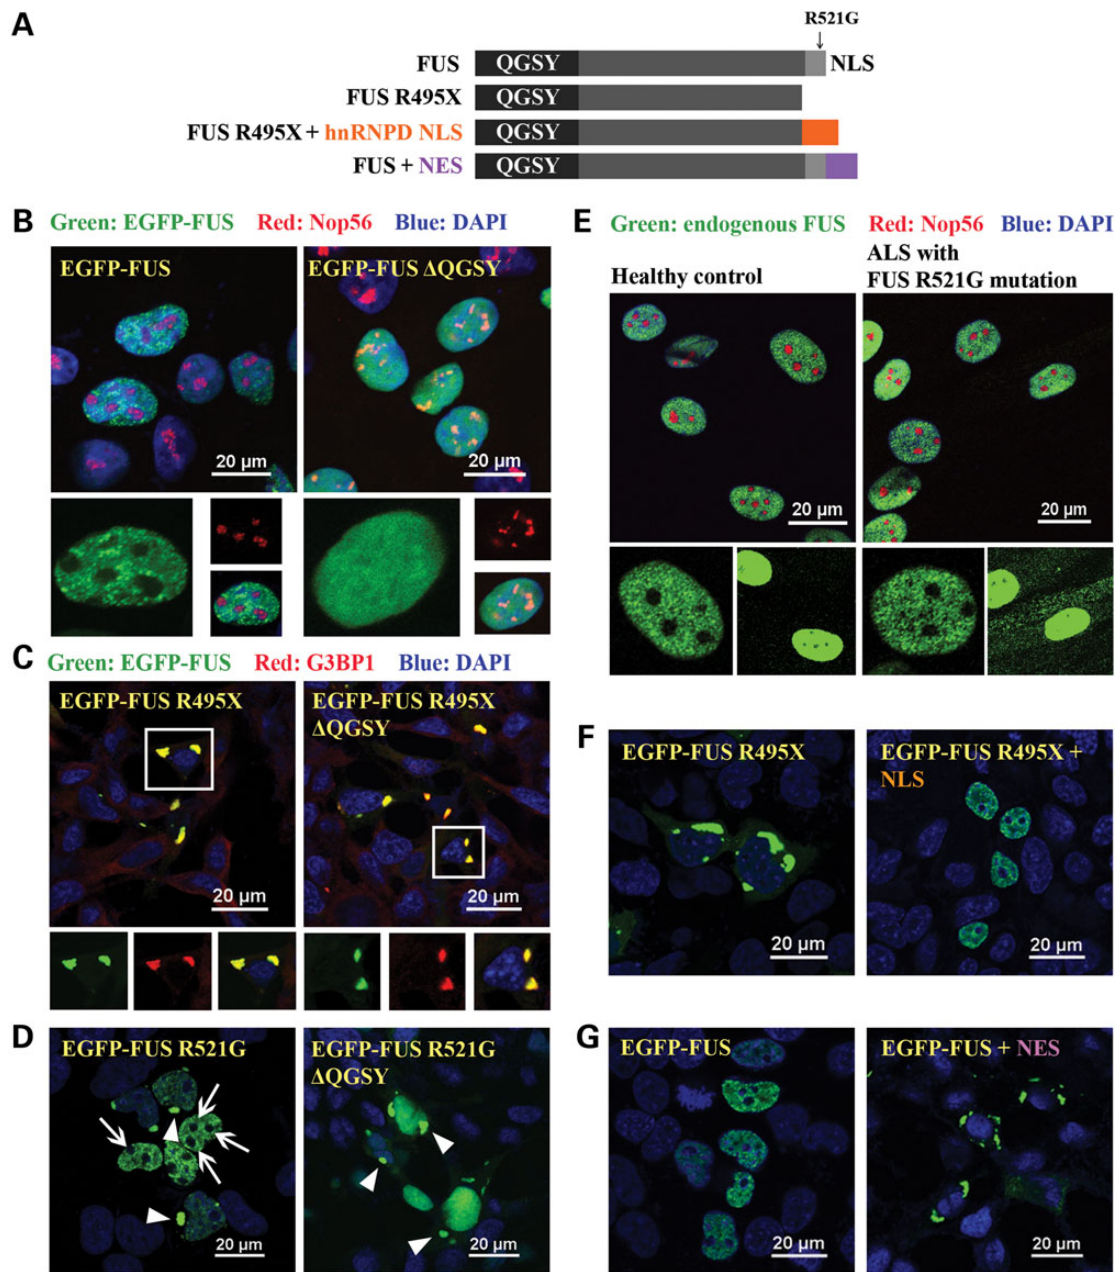 A
R521G
FUS QGSY NLS
FUS R495X QGSY
FUS R495X + hnRNPD NLS QGSY
FUS + NES QGSY
B Green: EGFP-FUS Red: Nop56 Blue: DAPI
EGFP-FUS EGFP-FUS ΔQGSY
20 μm 20 μm
C Green: EGFP-FUS Red: G3BP1 Blue: DAPI
EGFP-FUS R495X EGFP-FUS R495X
ΔQGSY
20 μm 20 μm
D EGFP-FUS R521G EGFP-FUS R521G
ΔQGSY
20 μm 20 μm
E Green: endogenous FUS Red: Nop56 Blue: DAPI
ALS with
Healthy control FUS R521G mutation
20 μm 20 μm
F EGFP-FUS R495X EGFP-FUS R495X +
NLS
20 μm 20 μm
G EGFP-FUS EGFP-FUS + NES
20 μm 20 μm